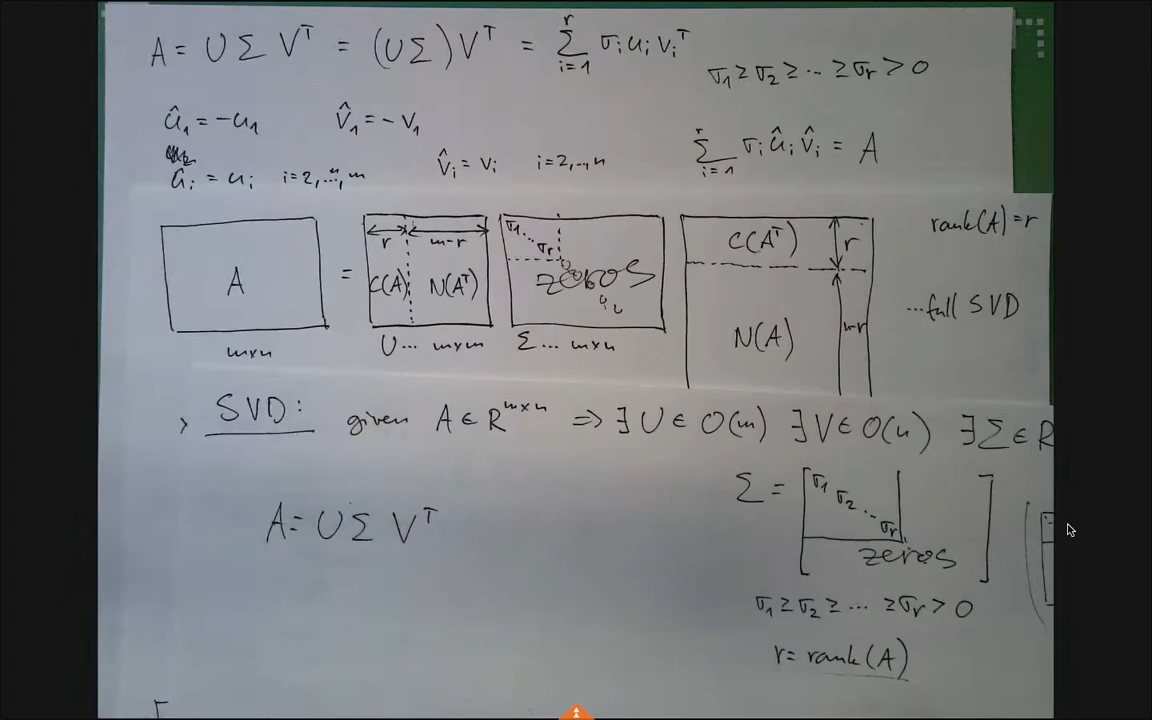 A = U Σ V^T = (UΣ) V^T = Σ_{i=1}^{r} σ_i u_i v_i^T
σ_1 ≥ σ_2 ≥ ... ≥ σ_r > 0
û_1 = -u_1   v̂_1 = -v_1
Σ_{i=1}^{r} σ_i û_i v̂_i = A
û_i = u_i   i=2,...,m   v̂_i = v_i   i=2,..,n
rank(A) = r
A = C(A) N(A^T) r m-r
σ_1 ... σ_r zeros
C(A^T) r
N(A) n-r
...full SVD
m×n   U... m×m   Σ... m×n
SVD: given A ∈ R^{m×n} ⇒ ∃ U ∈ O(m) ∃ V ∈ O(n) ∃ Σ ∈ R
A = U Σ V^T
Σ = [σ_1 σ_2 ... σ_r zeros]
σ_1 ≥ σ_2 ≥ ... ≥ σ_r > 0
r = rank(A)